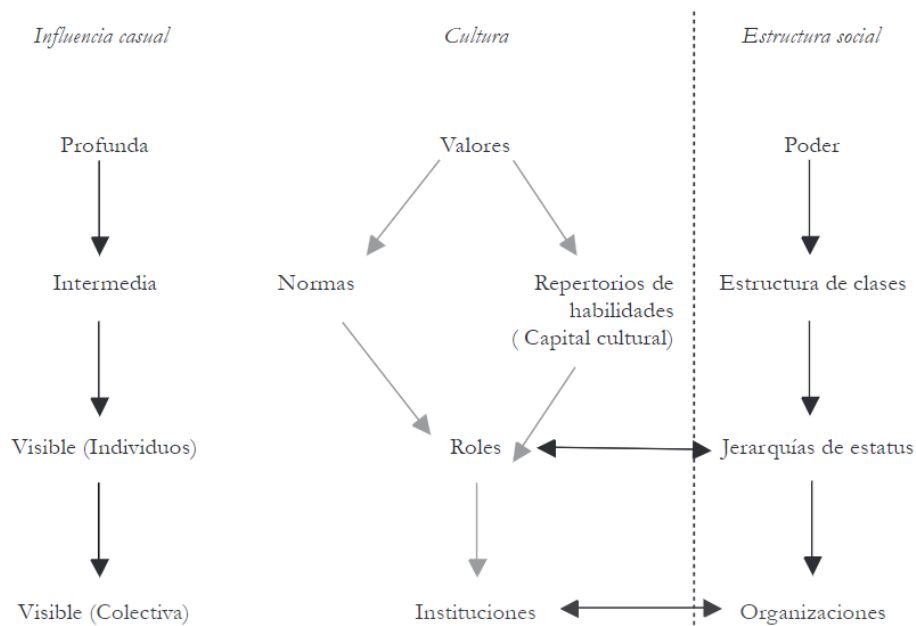 Influencia casual
Cultura
Estructura social
Profunda
Valores
Poder
Intermedia
Normas
Repertorios de
habilidades
( Capital cultural)
Estructura de clases
Visible (Individuos)
Roles
Jerarquías de estatus
Visible (Colectiva)
Instituciones
Organizaciones